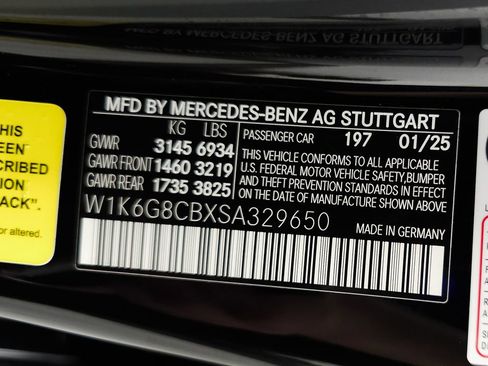 MFD BY MERCEDES-BENZ AG STUTTGART
KG LBS
GVWR 3145 6934
GAWR FRONT 1460 3219
GAWR REAR 1735 3825
PASSENGER CAR 197 01/25
THIS VEHICLE CONFORMS TO ALL APPLICABLE
U.S. FEDERAL MOTOR VEHICLE SAFETY,BUMPER
AND THEFT PREVENTION STANDARDS IN EFFECT
ON THE DATE OF MANUFACTURE SHOWN ABOVE.
W1K6G8CBXSA329650
MADE IN GERMANY
THIS
EEN
CRIBED
TION
ACK”.
or altered.